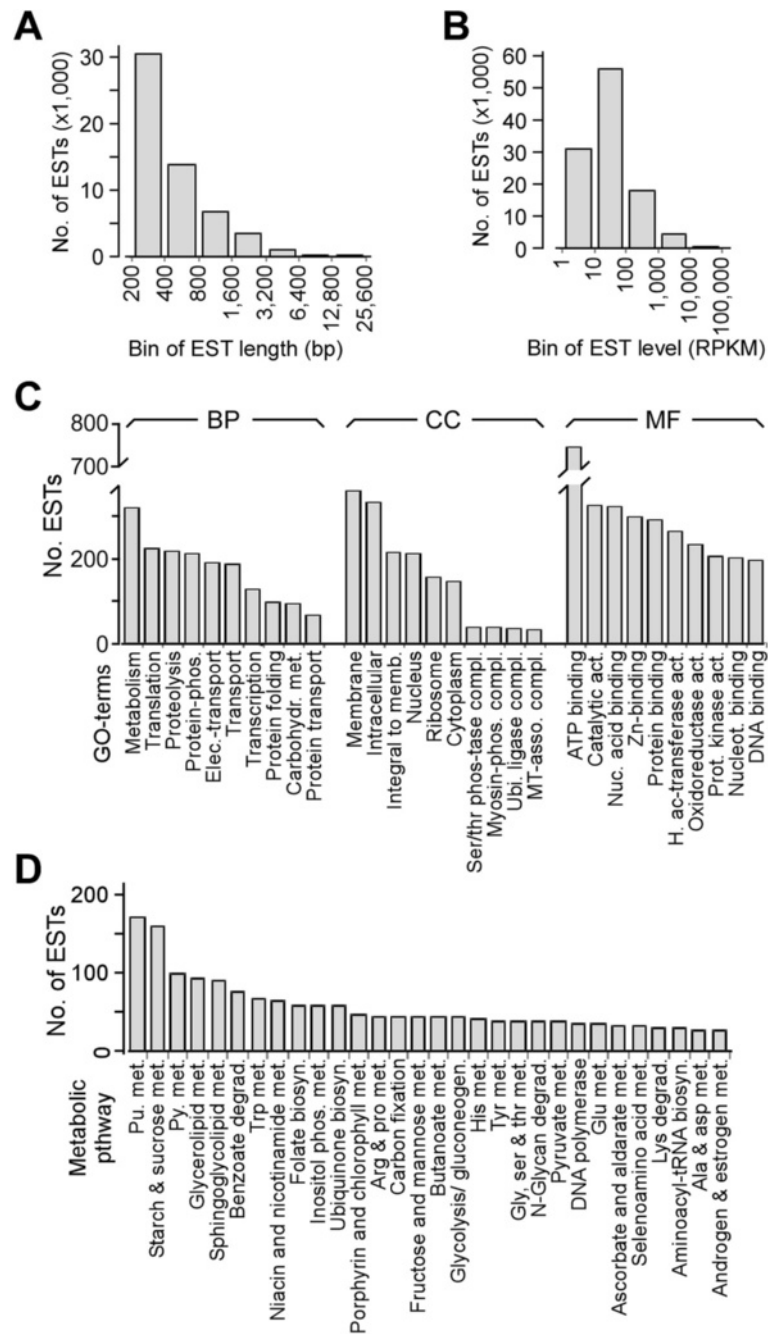 A
No. of ESTs (x1,000)
30
20
10
0
200
400
800
1,600
3,200
6,400
12,800
25,600
Bin of EST length (bp)
B
No. of ESTs (x1,000)
60
50
40
30
20
10
0
1
10
100
1,000
10,000
100,000
Bin of EST level (RPKM)
C
No. ESTs
800
700
200
0
BP
CC
MF
GO-terms
Metabolism
Translation
Proteolysis
Protein-phos.
Elec.-transport
Transport
Transcription
Protein folding
Carbohydr. met.
Protein transport
Membrane
Intracellular
Integral to memb.
Nucleus
Ribosome
Cytoplasm
Ser/thr phos-tase compl.
Myosin-phos. compl.
Ubi. ligase compl.
MT-asso. compl.
ATP binding
Catalytic act.
Nuc. acid binding
Zn-binding
Protein binding
H. ac-transferase act.
Oxidoreductase act.
Prot. kinase act.
Nucleot. binding
DNA binding
D
No. of ESTs
200
100
0
Metabolic
pthway
Pu. met.
Starch & sucrose met.
Py. met.
Glycerolipid met.
Sphingoglycolipid met.
Benzoate degrad.
Trp met.
Niacin and nicotinamide met.
Folate biosyn.
Inositol phos. met.
Ubiquinone biosyn.
Porphyrin and chlorophyll met.
Arg & pro met.
Carbon fixation
Fructose and mannose met.
Butanoate met.
Glycolysis/ gluconeogen.
His met.
Tyr met.
Gly, ser & thr met.
N-Glycan degrad.
Pyruvate met.
DNA polymerase
Glu met.
Ascorbate and aldarate met.
Selenoamino acid met.
Lys degrad.
Aminoacyl-tRNA biosyn.
Ala & asp met.
Androgen & estrogen met.